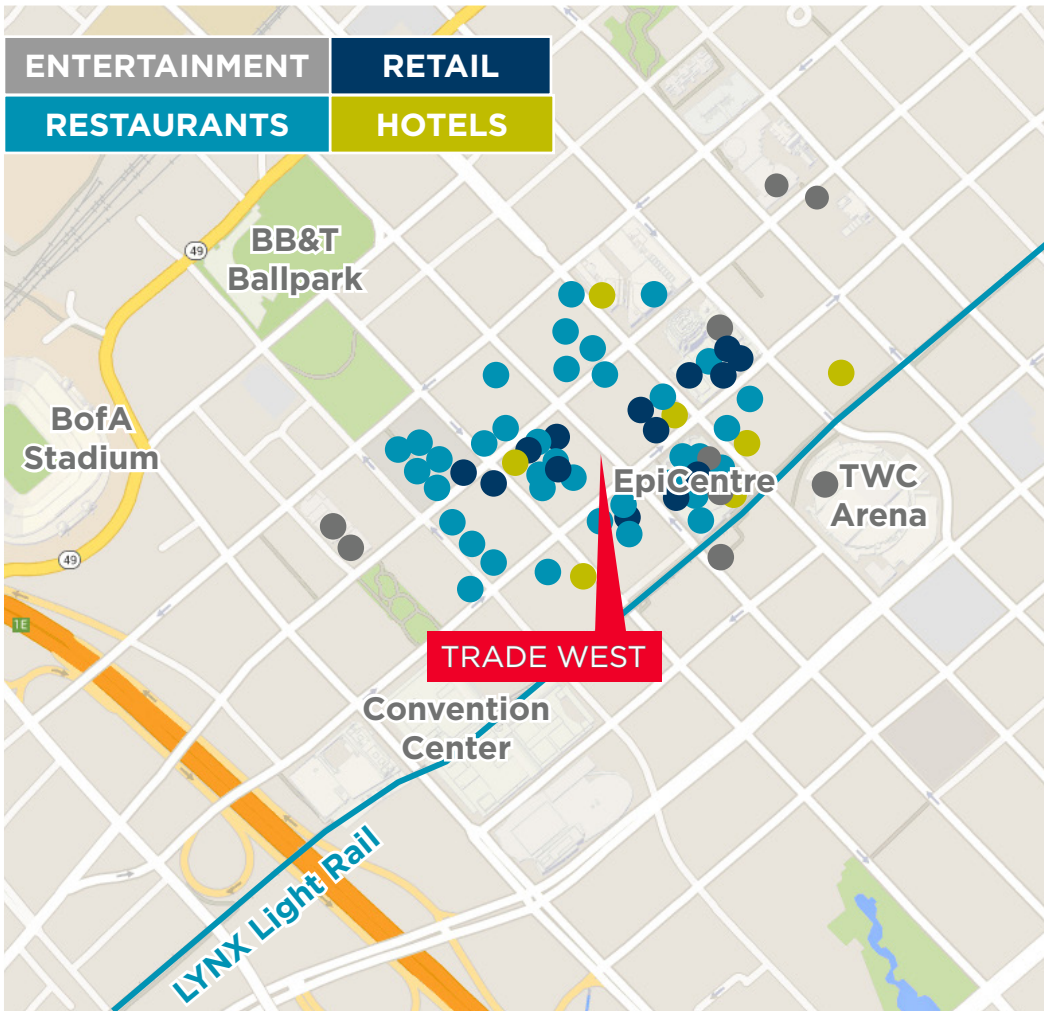 ENTERTAINMENT
RETAIL
RESTAURANTS
HOTELS
BB&T
Ballpark
49
BofA
Stadium
EpiCentre
TWC
Arena
49
1E
TRADE WEST
Convention
Center
LYNX Light Rail